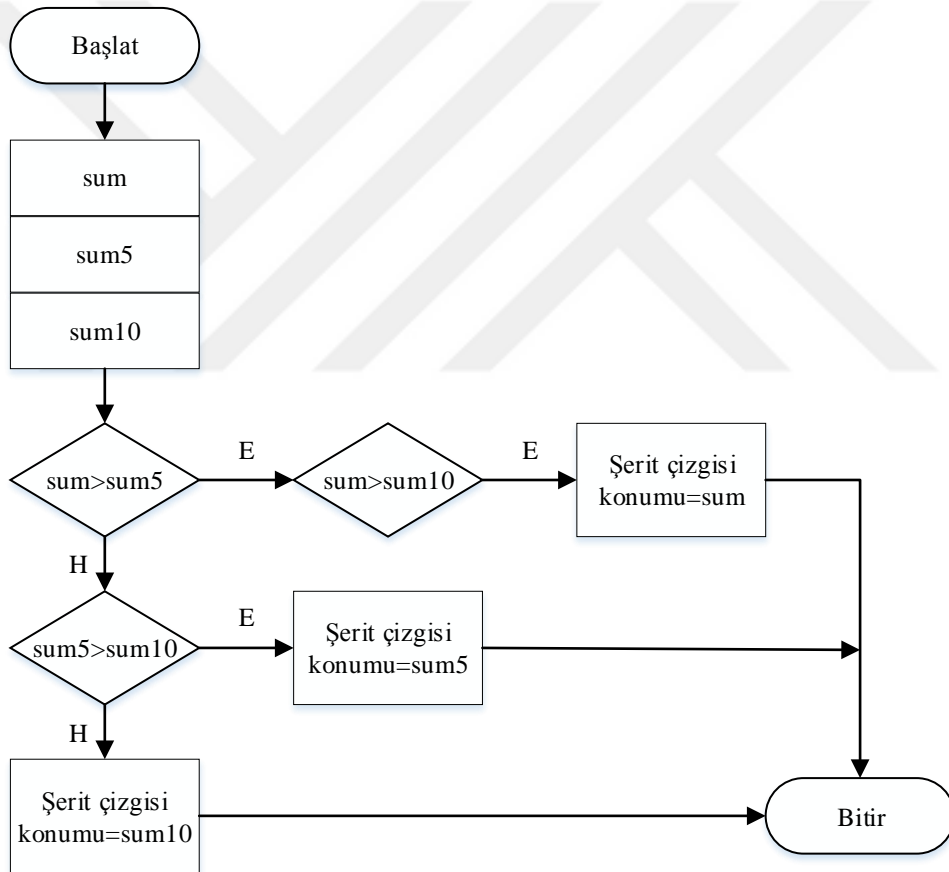 Başlat
sum
sum5
sum10
sum>sum5
E
sum>sum10
E
Şerit çizgisi
konumu=sum
H
sum5>sum10
E
Şerit çizgisi
konumu=sum5
H
Şerit çizgisi
konumu=sum10
Bitir